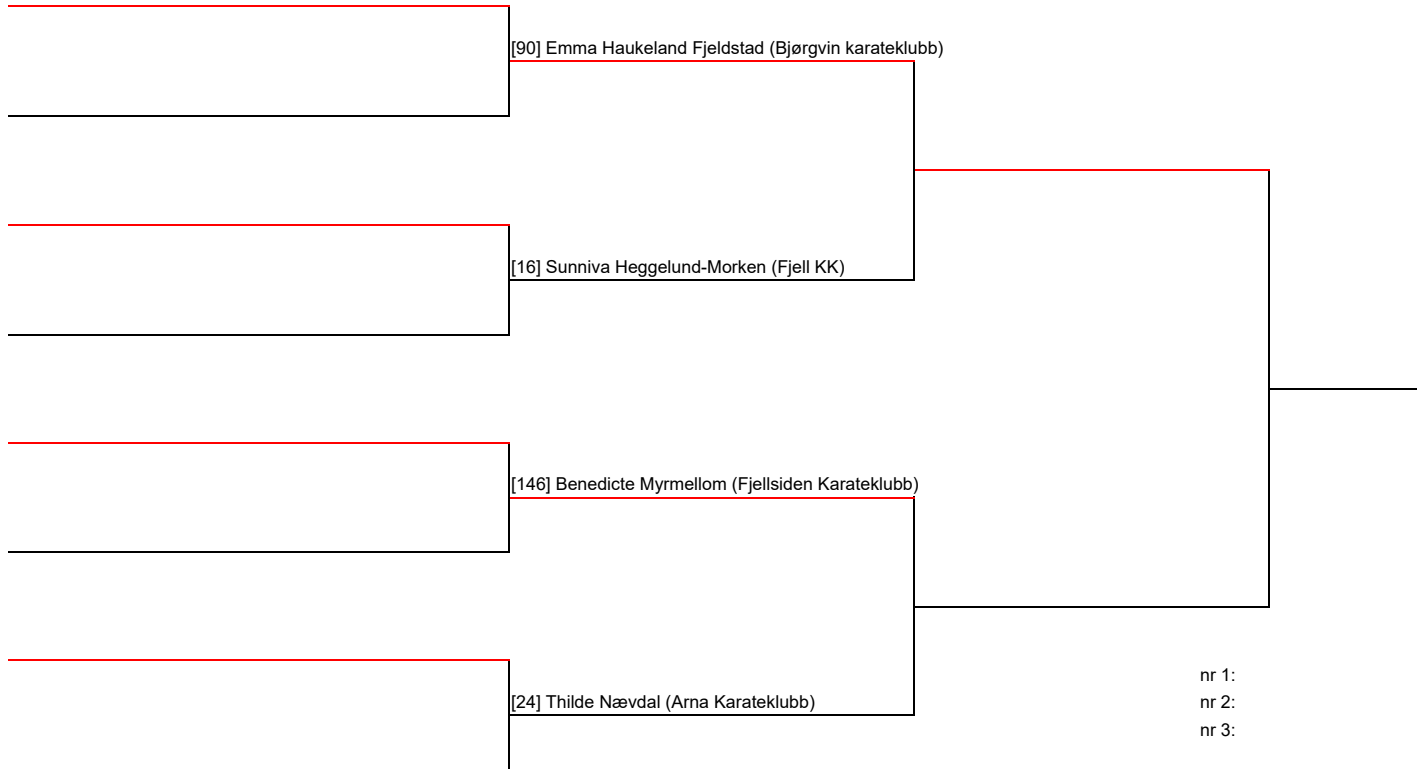 [90] Emma Haukeland Fjeldstad (Bjørgvin karateklubb)
[16] Sunniva Heggelund-Morken (Fjell KK)
[146] Benedicte Myrmellom (Fjellsiden Karateklubb)
[24] Thilde Nævdal (Arna Karateklubb)
nr 1:
nr 2:
nr 3: